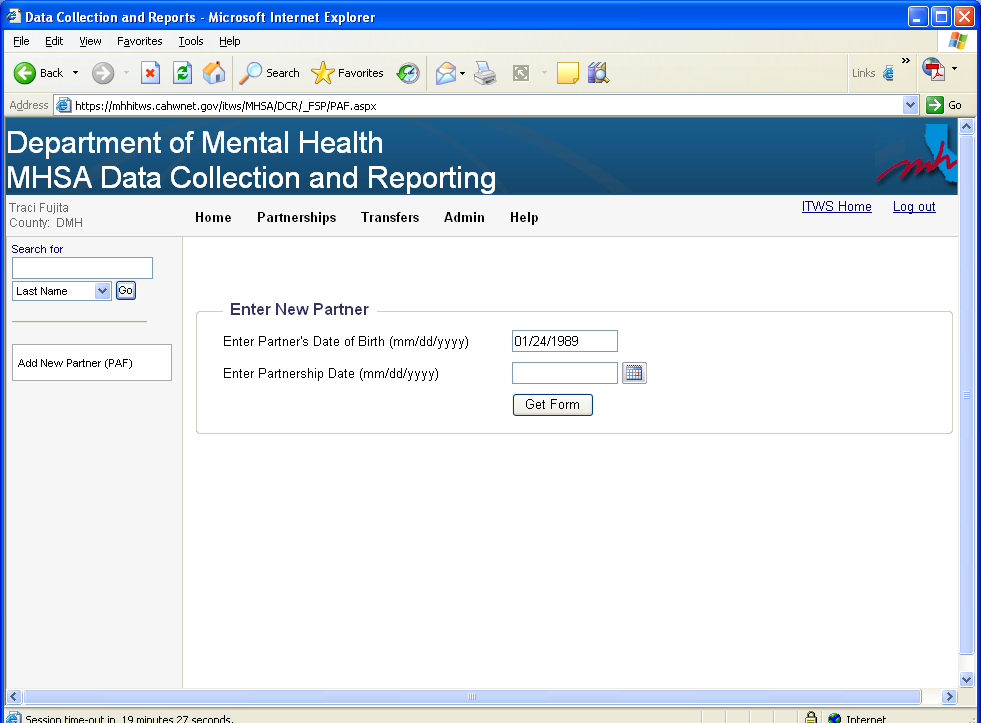 Data Collection and Reports - Microsoft Internet Explorer
File Edit View Favorites Tools Help
Back Search Favorites Links »
Address https://mhhitws.cahwnet.gov/itws/MHSA/DCR/_FSP/PAF.aspx Go
Department of Mental Health
MHSA Data Collection and Reporting
mh
Traci Fujita
County: DMH
Home Partnerships Transfers Admin Help
ITWS Home Log out
Search for
Last Name Go
Add New Partner (PAF)
Enter New Partner
Enter Partner's Date of Birth (mm/dd/yyyy) 01/24/1989
Enter Partnership Date (mm/dd/yyyy)
Get Form
Session time-out in 19 minutes 27 seconds. Internet